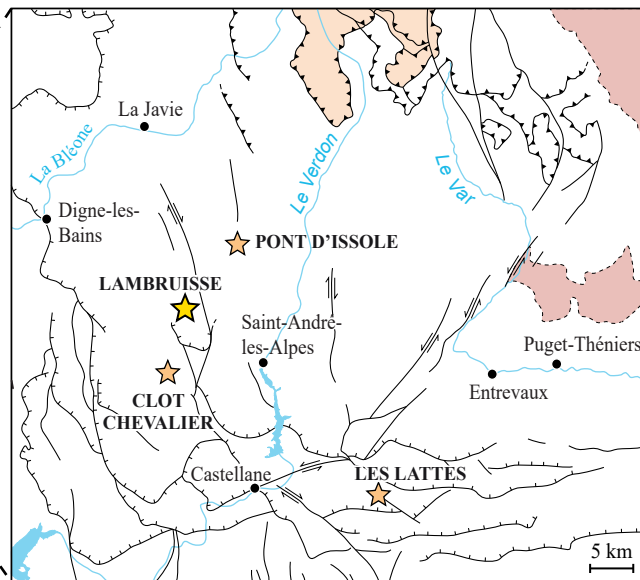 La Javie
La Bléone
Le Verdon
Le Var
Digne-les-
Bains
PONT D'ISSOLE
LAMBRUISSE
Saint-André-
les-Alpes
Puget-Théniers
Entrevaux
CLOT
CHEVALIER
Castellane
LES LATTES
5 km